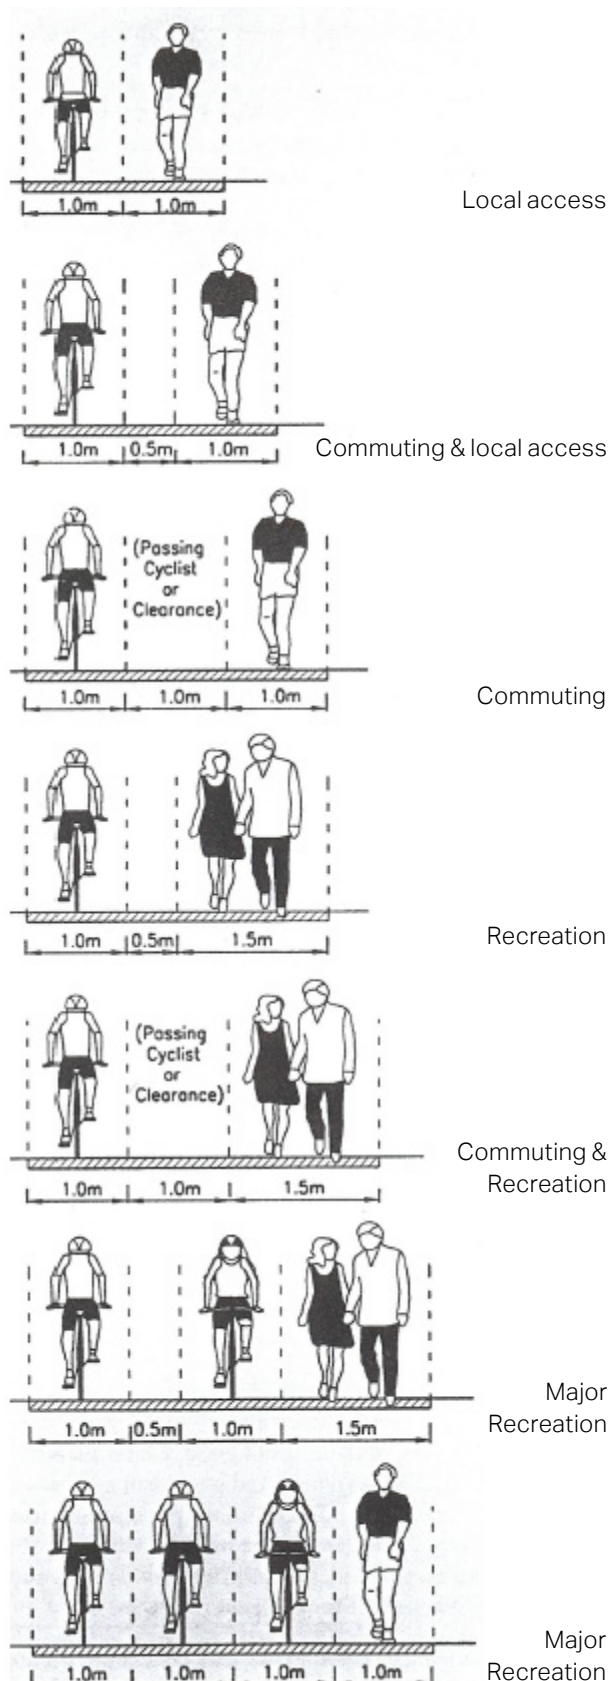 1.0m 1.0m
Local access
1.0m 0.5m 1.0m
Commuting & local access
(Passing
Cyclist
or
Clearance)
1.0m 1.0m 1.0m
Commuting
1.0m 0.5m 1.5m
Recreation
(Passing
Cyclist
or
Clearance)
1.0m 1.0m 1.5m
Commuting &
Recreation
1.0m 0.5m 1.0m 1.5m
Major
Recreation
1.0m 1.0m 1.0m 1.0m
Major
Recreation